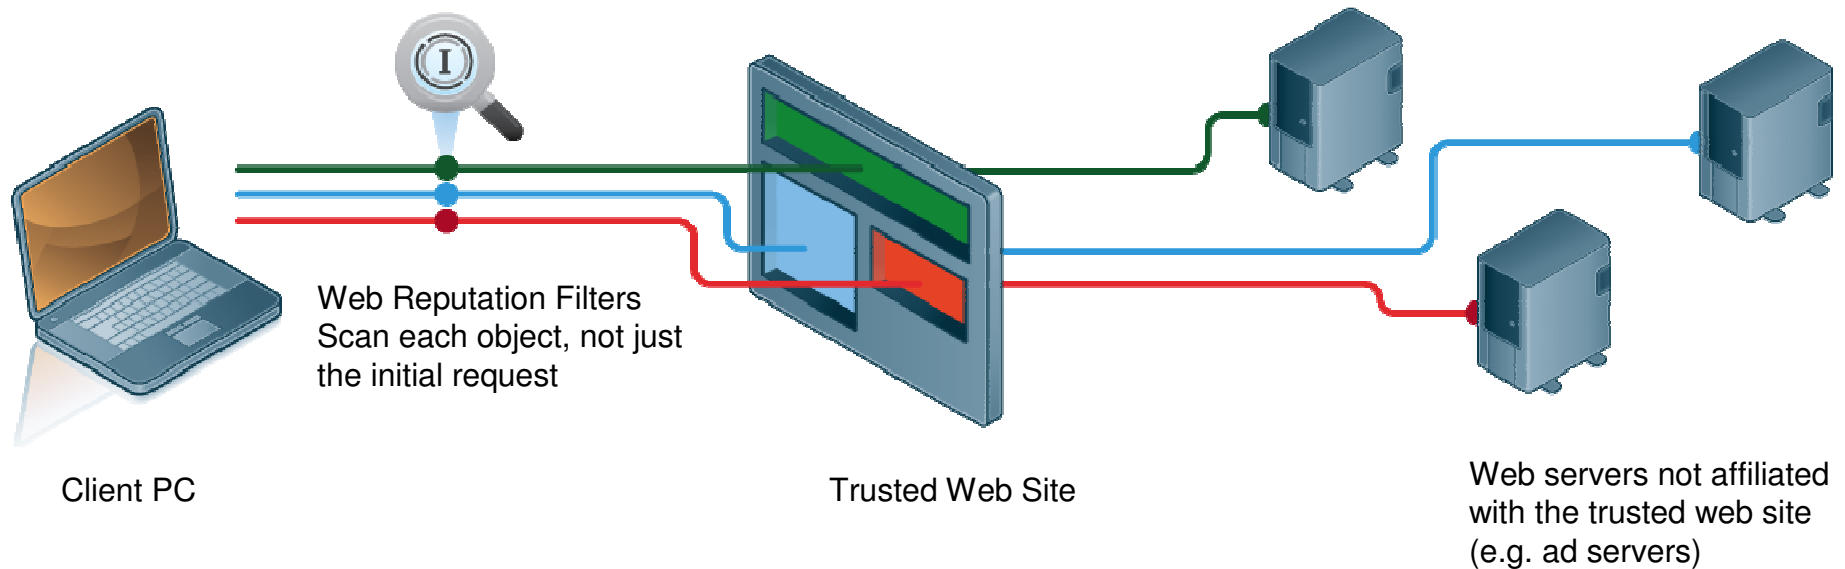 I
Web Reputation Filters
Scan each object, not just
the initial request
Client PC
Trusted Web Site
Web servers not affiliated
with the trusted web site
(e.g. ad servers)